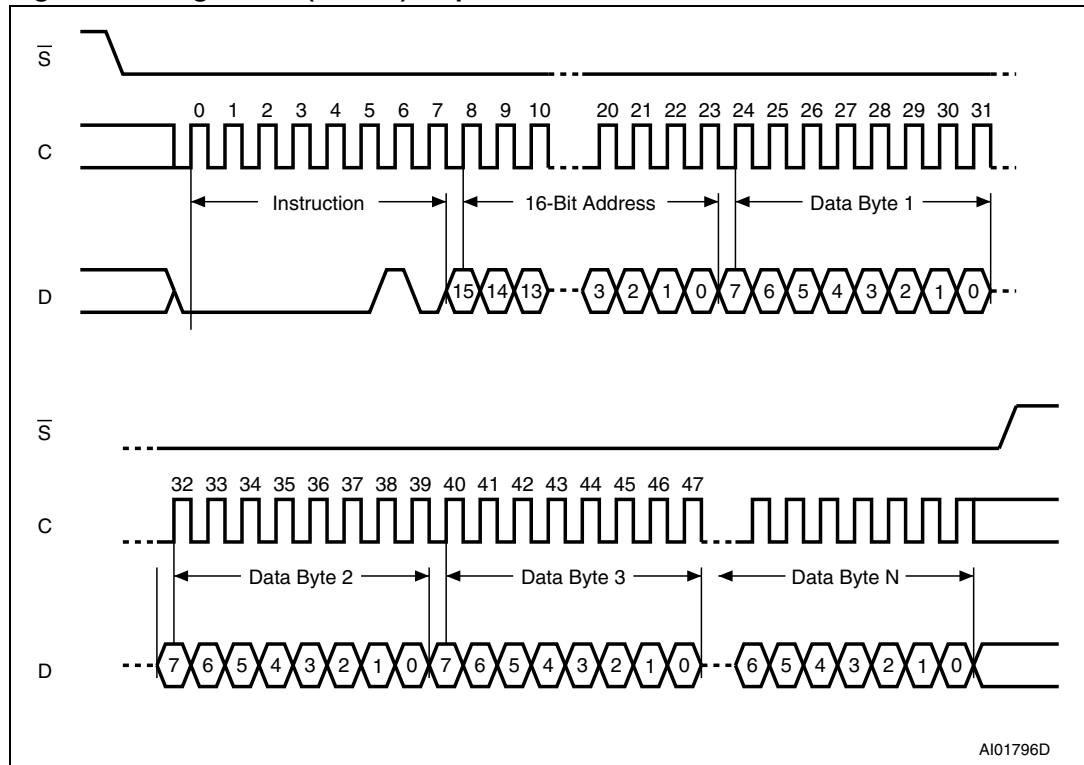 S
0 1 2 3 4 5 6 7 8 9 10 20 21 22 23 24 25 26 27 28 29 30 31
C
Instruction 16-Bit Address Data Byte 1
D 15 14 13 3 2 1 0 7 6 5 4 3 2 1 0
S
32 33 34 35 36 37 38 39 40 41 42 43 44 45 46 47
C
Data Byte 2 Data Byte 3 Data Byte N
D 7 6 5 4 3 2 1 0 7 6 5 4 3 2 1 0 6 5 4 3 2 1 0
AI01796D